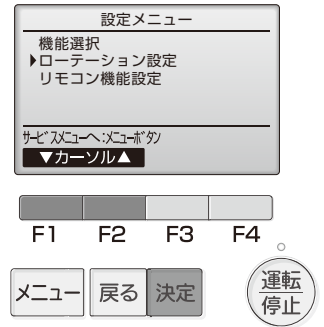 設定メニュー
機能選択
▶ローテーション設定
リモコン機能設定
ｻｰﾋﾞｽﾒﾆｭｰへ:ﾒﾆｭｰﾎﾞﾀﾝ
▼カーソル▲
F1 F2 F3 F4
メニュー 戻る 決定 運転
停止